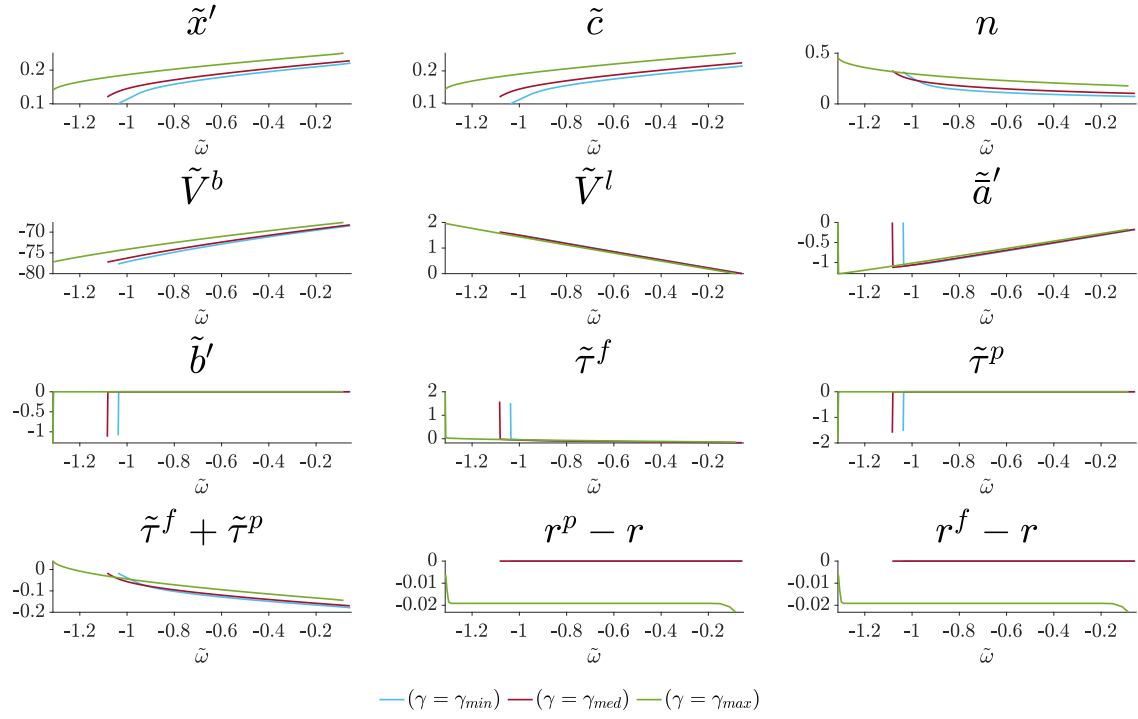 x̃′ c̃ n
0.2 0.2 0.5
0.1 0.1 0
-1.2 -1 -0.8 -0.6 -0.4 -0.2 -1.2 -1 -0.8 -0.6 -0.4 -0.2 -1.2 -1 -0.8 -0.6 -0.4 -0.2
ω̃ ω̃ ω̃
Ṽᵇ Ṽˡ ã̄′
-70 2 0
-75 1 -0.5
-80 0 -1
-1.2 -1 -0.8 -0.6 -0.4 -0.2 -1.2 -1 -0.8 -0.6 -0.4 -0.2 -1.2 -1 -0.8 -0.6 -0.4 -0.2
ω̃ ω̃ ω̃
b̃′ τ̃ᶠ τ̃ᵖ
0 2 0
-0.5 1 -1
-1 0 -2
-1.2 -1 -0.8 -0.6 -0.4 -0.2 -1.2 -1 -0.8 -0.6 -0.4 -0.2 -1.2 -1 -0.8 -0.6 -0.4 -0.2
ω̃ ω̃ ω̃
τ̃ᶠ + τ̃ᵖ rᵖ − r rᶠ − r
0 0 0
-0.1 -0.01 -0.01
-0.2 -0.02 -0.02
-1.2 -1 -0.8 -0.6 -0.4 -0.2 -1.2 -1 -0.8 -0.6 -0.4 -0.2 -1.2 -1 -0.8 -0.6 -0.4 -0.2
ω̃ ω̃ ω̃
(γ = γ_min) (γ = γ_med) (γ = γ_max)